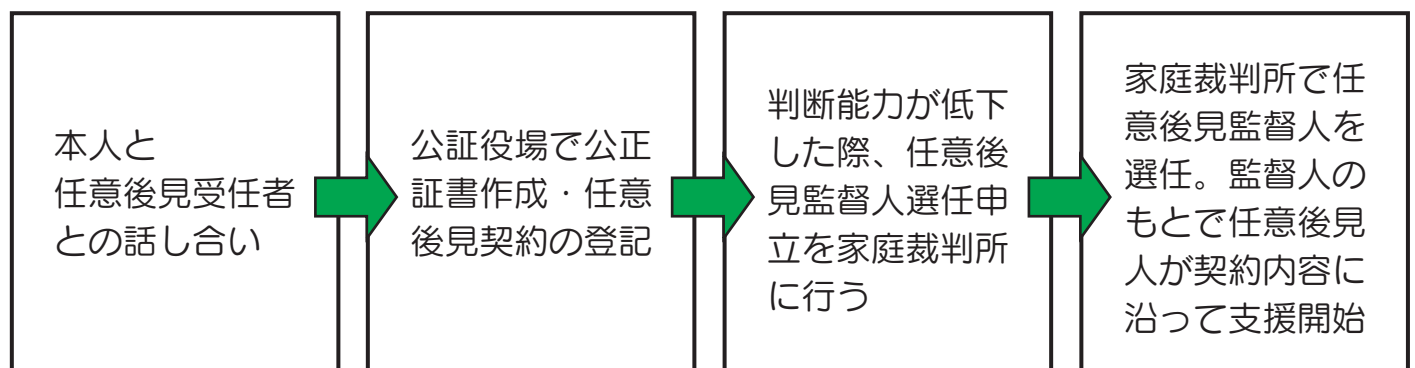 本人と
任意後見受任者
との話し合い
公証役場で公正
証書作成・任意
後見契約の登記
判断能力が低下
した際、任意後
見監督人選任申
立を家庭裁判所
に行う
家庭裁判所で任
意後見監督人を
選任。監督人の
もとで任意後見
人が契約内容に
沿って支援開始